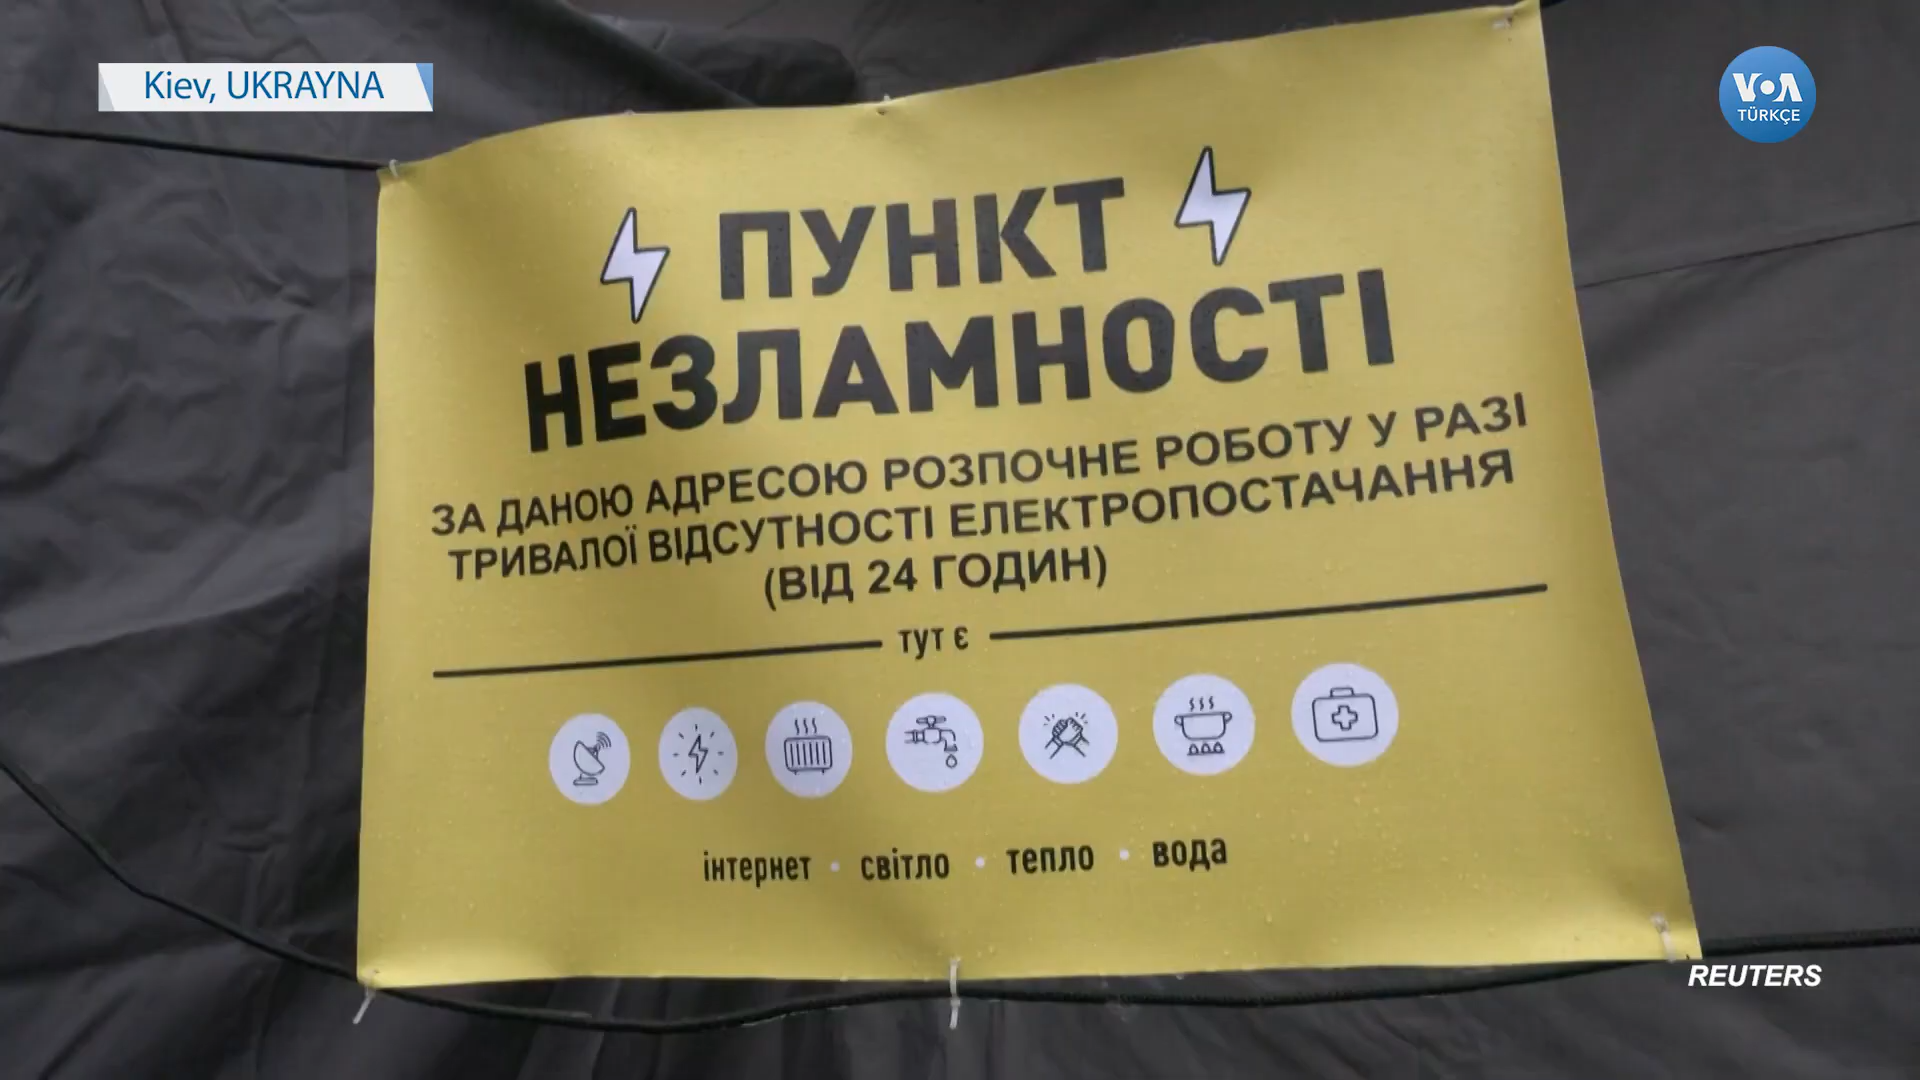 Kiev, UKRAYNA
VOA
TÜRKÇE
ПУНКТ
НЕЗЛАМНОСТІ
ЗА ДАНОЮ АДРЕСОЮ РОЗПОЧНЕ РОБОТУ У РАЗІ
ТРИВАЛОЇ ВІДСУТНОСТІ ЕЛЕКТРОПОСТАЧАННЯ
(ВІД 24 ГОДИН)
тут є
інтернет • світло • тепло • вода
REUTERS